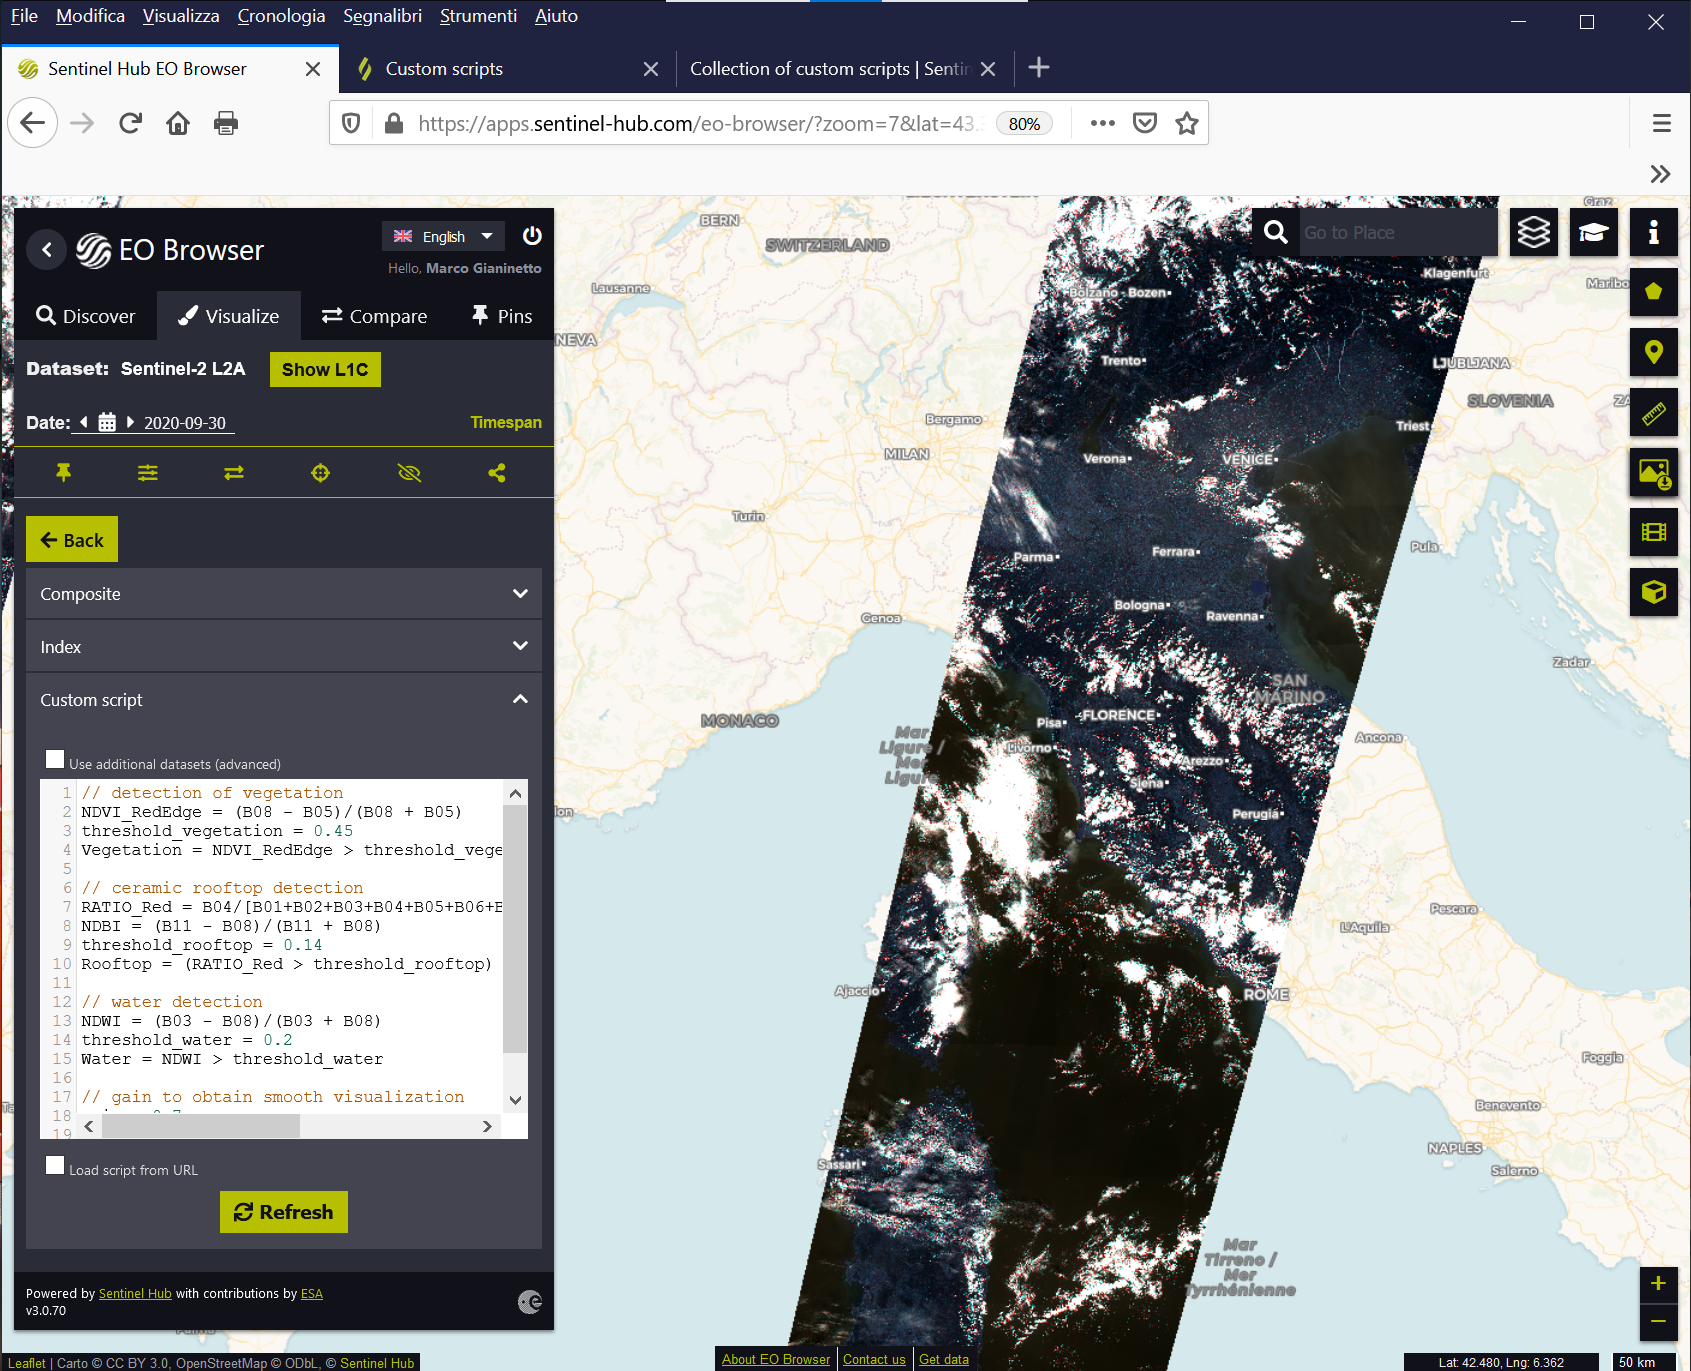 File Modifica Visualizza Cronologia Segnalibri Strumenti Aiuto
Sentinel Hub EO Browser
Custom scripts
Collection of custom scripts | Sentin
https://apps.sentinel-hub.com/eo-browser/?zoom=7&lat=43.
80%
EO Browser
English
Hello, Marco Gianinetto
Discover
Visualize
Compare
Pins
Dataset: Sentinel-2 L2A
Show L1C
Date: 2020-09-30
Timespan
Back
Composite
Index
Custom script
Use additional datasets (advanced)
1 // detection of vegetation
2 NDVI_RedEdge = (B08 - B05)/(B08 + B05)
3 threshold_vegetation = 0.45
4 Vegetation = NDVI_RedEdge > threshold_vege
5
6 // ceramic rooftop detection
7 RATIO_Red = B04/[B01+B02+B03+B04+B05+B06+B
8 NDBI = (B11 - B08)/(B11 + B08)
9 threshold_rooftop = 0.14
10 Rooftop = (RATIO_Red > threshold_rooftop)
11
12 // water detection
13 NDWI = (B03 - B08)/(B03 + B08)
14 threshold_water = 0.2
15 Water = NDWI > threshold_water
16
17 // gain to obtain smooth visualization
18
19
Load script from URL
Refresh
Powered by Sentinel Hub with contributions by ESA
v3.0.70
Leaflet | Carto © CC BY 3.0, OpenStreetMap © ODbL, © Sentinel Hub
Go to Place
Graz
BERN
SWITZERLAND
Klagenfurt
Maribo
Lausanne
Bolzano - Bozen
NEVA
Trento
LJUBLJANA
SLOVENIA
ZA
Bergamo
Triest
MILAN
Verona
VENICE
Turin
Parma
Ferrara
Pula
Bologna
Ravenna
Genoa
Zadar
SAN
MARINO
MONACO
Pisa
FLORENCE
Mar
Ligure /
Mer
Ligure
Livorno
Ancona
Arezzo
Siena
Perugia
lon
Pescara
L'Aquila
Ajaccio
ROME
Foggia
Benevento
NAPLES
Salerno
Sassari
Mar
Tirreno /
Mer
Tyrrhénienne
Palma
About EO Browser
Contact us
Get data
Lat: 42.480, Lng: 6.362
50 km